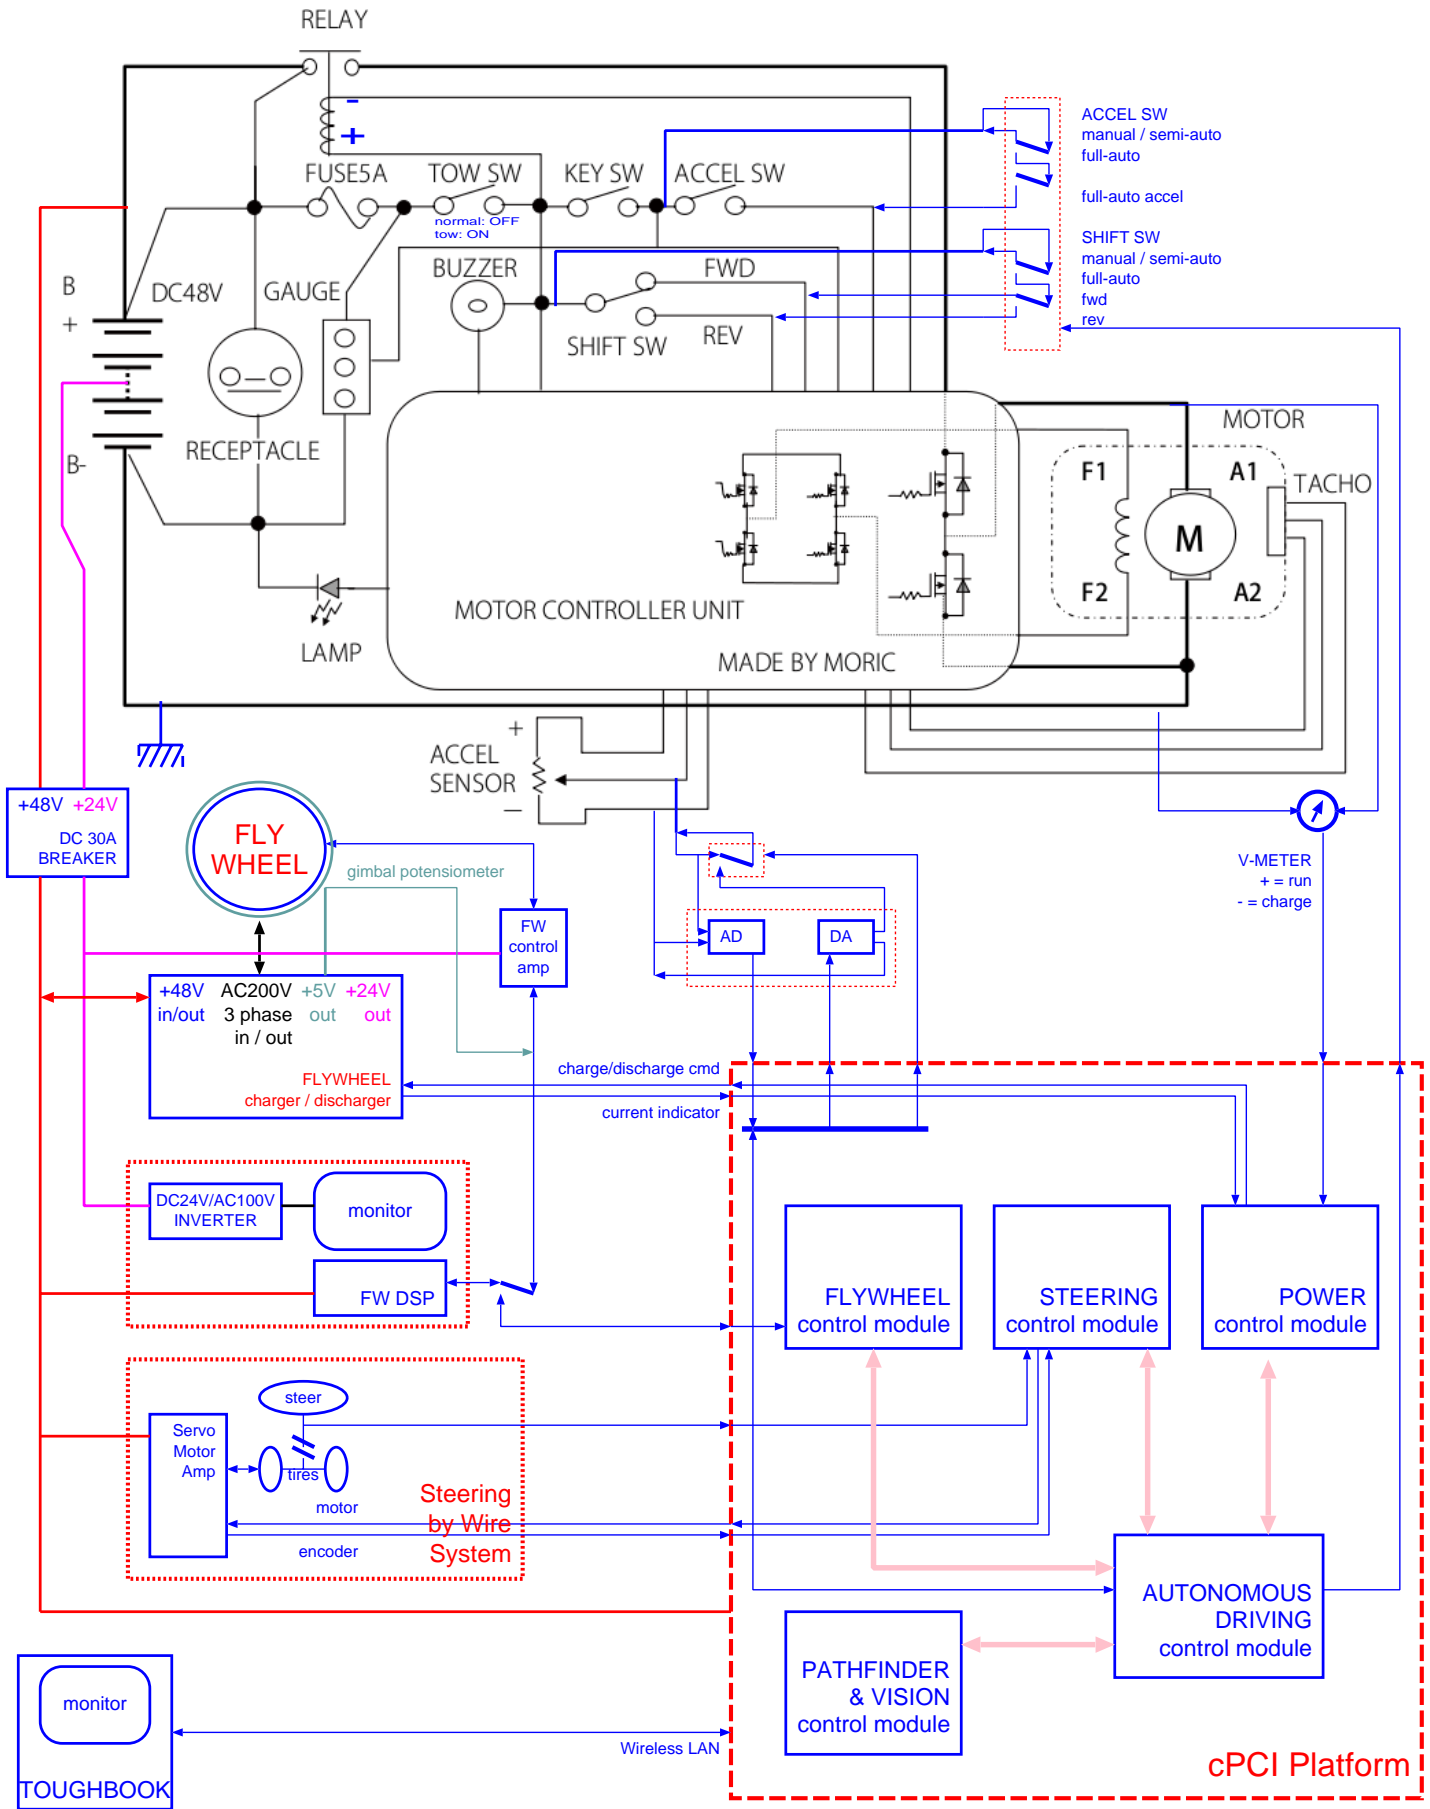 RELAY
-
+
FUSE5A
TOW SW
KEY SW
ACCEL SW
normal: OFF
tow: ON
ACCEL SW
manual / semi-auto
full-auto
full-auto accel
SHIFT SW
manual / semi-auto
full-auto
fwd
rev
B
+
DC48V
GAUGE
BUZZER
FWD
SHIFT SW
REV
B-
RECEPTACLE
MOTOR
F1
A1
TACHO
M
F2
A2
LAMP
MOTOR CONTROLLER UNIT
MADE BY MORIC
+
ACCEL
SENSOR
−
+48V +24V
DC 30A
BREAKER
FLY
WHEEL
gimbal potensiometer
V-METER
+ = run
- = charge
FW
control
amp
AD
DA
+48V
in/out
AC200V
3 phase
in / out
+5V
out
+24V
out
FLYWHEEL
charger / discharger
charge/discharge cmd
current indicator
DC24V/AC100V
INVERTER
monitor
FW DSP
FLYWHEEL
control module
STEERING
control module
POWER
control module
steer
Servo
Motor
Amp
tires
motor
encoder
Steering
by Wire
System
AUTONOMOUS
DRIVING
control module
PATHFINDER
& VISION
control module
monitor
TOUGHBOOK
Wireless LAN
cPCI Platform